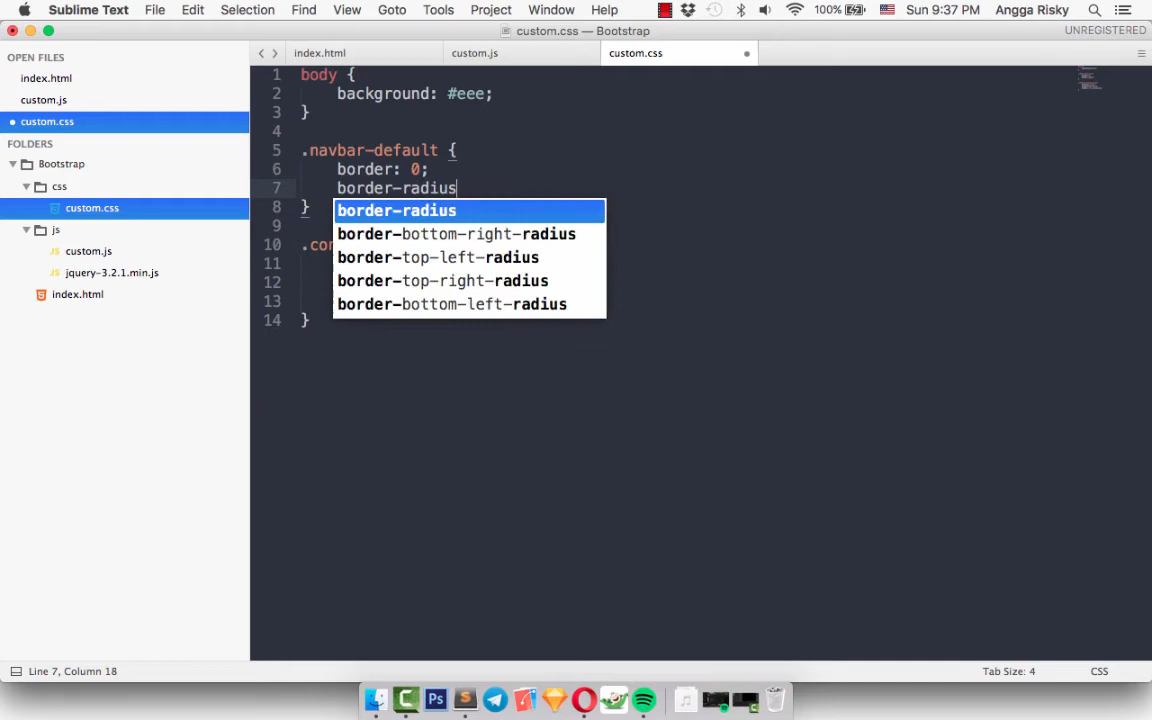 Sublime Text File Edit Selection Find View Goto Tools Project Window Help 100% Sun 9:37 PM Angga Risky
custom.css — Bootstrap UNREGISTERED
OPEN FILES
index.html
custom.js
custom.css
FOLDERS
Bootstrap
css
custom.css
js
custom.js
jquery-3.2.1.min.js
index.html
index.html custom.js custom.css
1 body {
2 background: #eee;
3 }
4
5 .navbar-default {
6 border: 0;
7 border-radius
8 }
9
10 .con
11
12
13
14 }
border-radius
border-bottom-right-radius
border-top-left-radius
border-top-right-radius
border-bottom-left-radius
Line 7, Column 18 Tab Size: 4 CSS
Ps